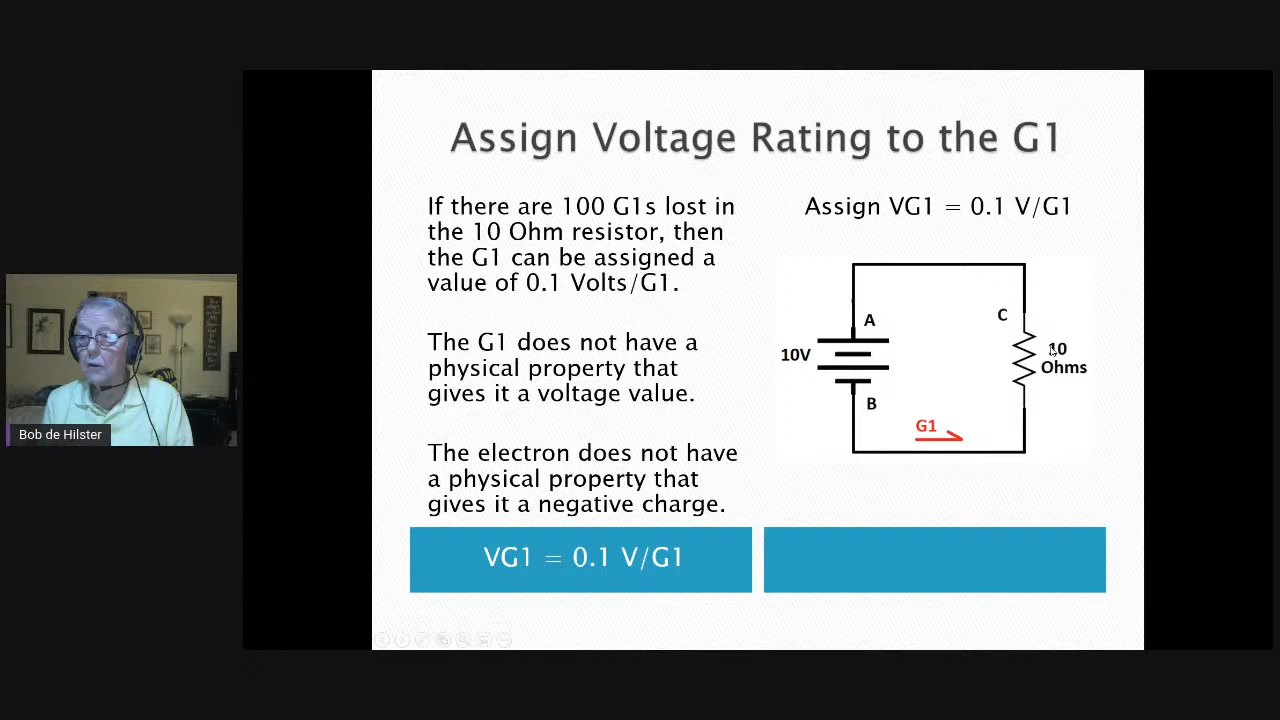 Assign Voltage Rating to the G1
If there are 100 G1s lost in
the 10 Ohm resistor, then
the G1 can be assigned a
value of 0.1 Volts/G1.
The G1 does not have a
physical property that
gives it a voltage value.
The electron does not have
a physical property that
gives it a negative charge.
VG1 = 0.1 V/G1
Assign VG1 = 0.1 V/G1
A
C
10V
10
Ohms
B
G1
Bob de Hilster